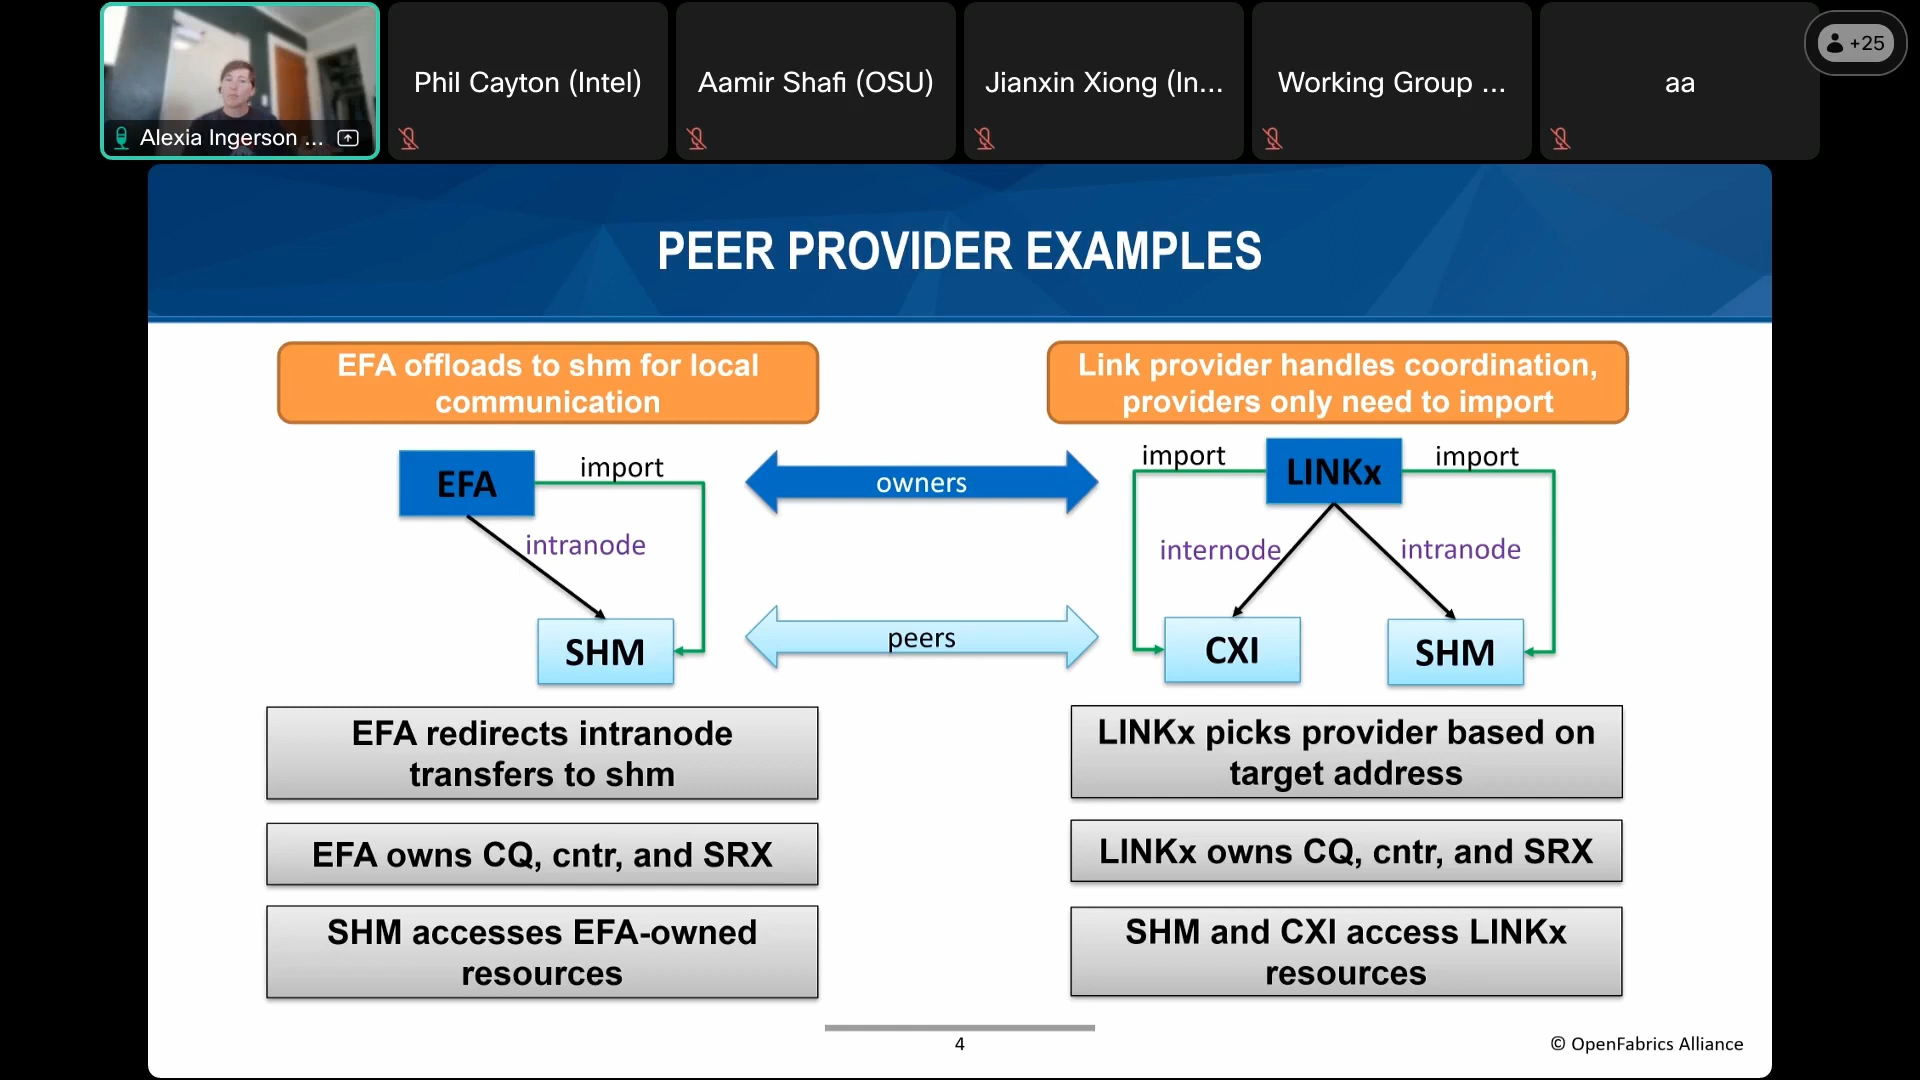 Alexia Ingerson ...
Phil Cayton (Intel)
Aamir Shafi (OSU)
Jianxin Xiong (In...
Working Group ...
aa
+25
PEER PROVIDER EXAMPLES
EFA offloads to shm for local
communication
Link provider handles coordination,
providers only need to import
EFA
import
intranode
SHM
owners
peers
import
LINKx
import
internode
intranode
CXI
SHM
EFA redirects intranode
transfers to shm
EFA owns CQ, cntr, and SRX
SHM accesses EFA-owned
resources
LINKx picks provider based on
target address
LINKx owns CQ, cntr, and SRX
SHM and CXI access LINKx
resources
4
© OpenFabrics Alliance